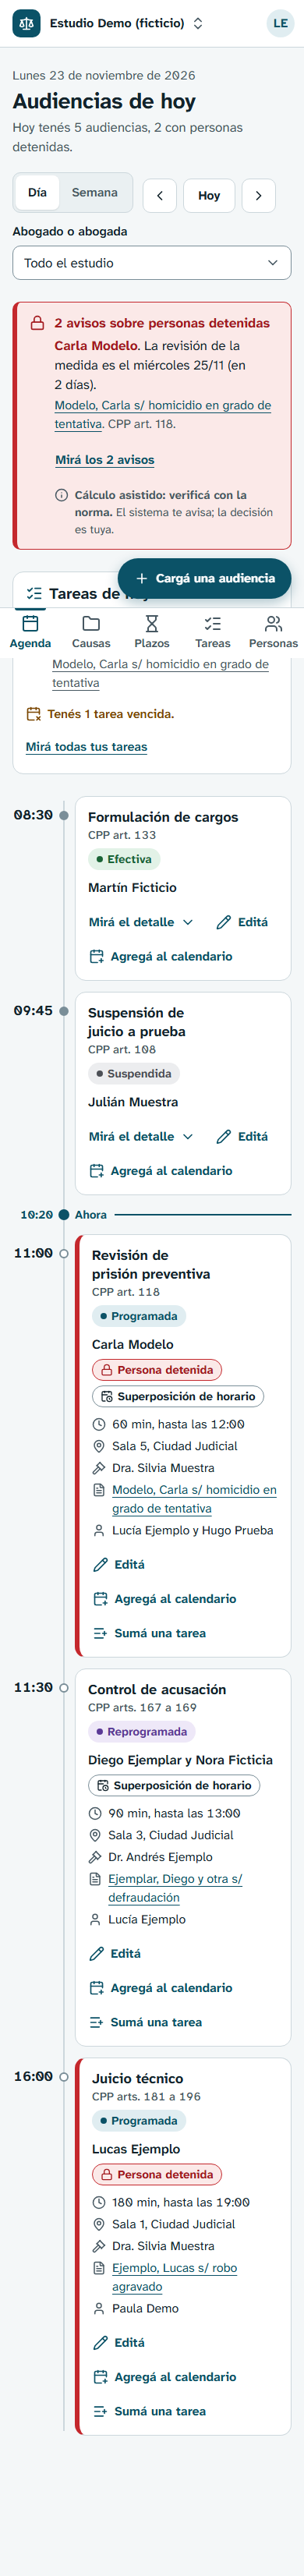 Estudio Demo (ficticio)
LE
Lunes 23 de noviembre de 2026
Audiencias de hoy
Hoy tenés 5 audiencias, 2 con personas
detenidas.
Día
Semana
Hoy
Abogado o abogada
Todo el estudio
2 avisos sobre personas detenidas
Carla Modelo. La revisión de la
medida es el miércoles 25/11 (en
2 días).
Modelo, Carla s/ homicidio en grado de
tentativa. CPP art. 118.
Mirá los 2 avisos
Cálculo asistido: verificá con la
norma. El sistema te avisa; la decisión
es tuya.
Tareas de
Cargá una audiencia
Agenda
Causas
Plazos
Tareas
Personas
Modelo, Carla s/ homicidio en grado de
tentativa
Tenés 1 tarea vencida.
Mirá todas tus tareas
08:30
Formulación de cargos
CPP art. 133
Efectiva
Martín Ficticio
Mirá el detalle
Editá
Agregá al calendario
09:45
Suspensión de
juicio a prueba
CPP art. 108
Suspendida
Julián Muestra
Mirá el detalle
Editá
Agregá al calendario
10:20
Ahora
11:00
Revisión de
prisión preventiva
CPP art. 118
Programada
Carla Modelo
Persona detenida
Superposición de horario
60 min, hasta las 12:00
Sala 5, Ciudad Judicial
Dra. Silvia Muestra
Modelo, Carla s/ homicidio en
grado de tentativa
Lucía Ejemplo y Hugo Prueba
Editá
Agregá al calendario
Sumá una tarea
11:30
Control de acusación
CPP arts. 167 a 169
Reprogramada
Diego Ejemplar y Nora Ficticia
Superposición de horario
90 min, hasta las 13:00
Sala 3, Ciudad Judicial
Dr. Andrés Ejemplo
Ejemplar, Diego y otra s/
defraudación
Lucía Ejemplo
Editá
Agregá al calendario
Sumá una tarea
16:00
Juicio técnico
CPP arts. 181 a 196
Programada
Lucas Ejemplo
Persona detenida
180 min, hasta las 19:00
Sala 1, Ciudad Judicial
Dra. Silvia Muestra
Ejemplo, Lucas s/ robo
agravado
Paula Demo
Editá
Agregá al calendario
Sumá una tarea